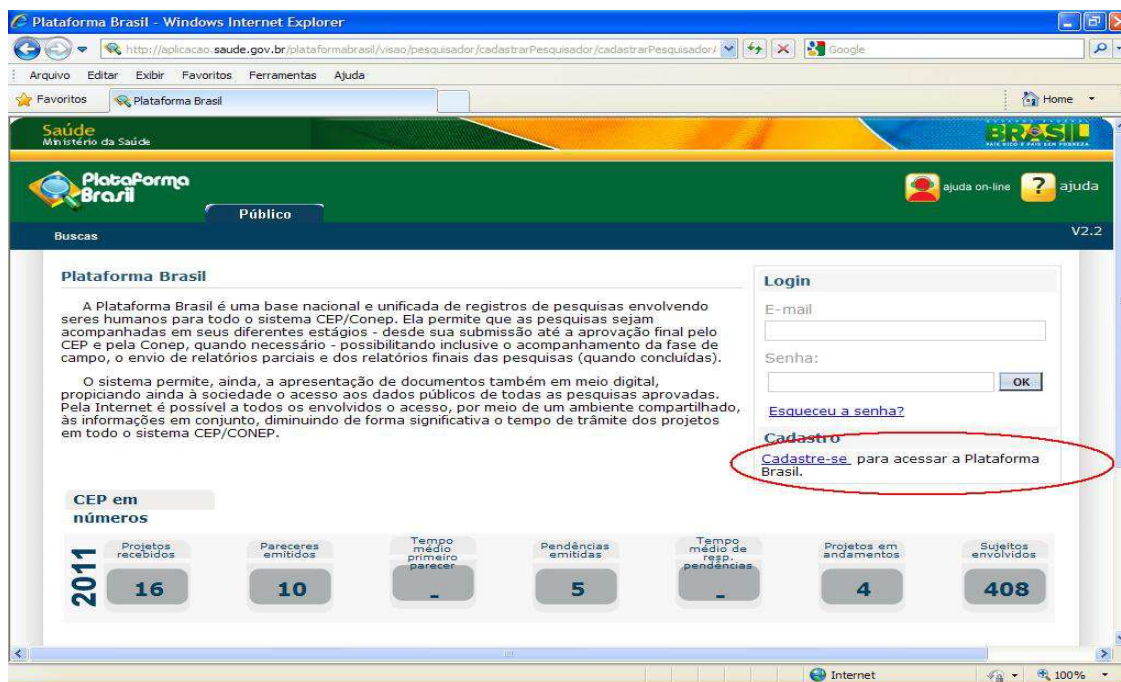 Plataforma Brasil - Windows Internet Explorer
http://aplicacao.saude.gov.br/plataformabrasil/visao/pesquisador/cadastrarPesquisador/cadastrarPesquisador
Google
Arquivo Editar Exibir Favoritos Ferramentas Ajuda
Favoritos Plataforma Brasil Home
Saúde
Ministério da Saúde
BRASIL
PAÍS RICO É PAÍS SEM POBREZA
Plataforma
Brasil
ajuda on-line ? ajuda
Público
Buscas V2.2
Plataforma Brasil
A Plataforma Brasil é uma base nacional e unificada de registros de pesquisas envolvendo
seres humanos para todo o sistema CEP/Conep. Ela permite que as pesquisas sejam
acompanhadas em seus diferentes estágios - desde sua submissão até a aprovação final pelo
CEP e pela Conep, quando necessário - possibilitando inclusive o acompanhamento da fase de
campo, o envio de relatórios parciais e dos relatórios finais das pesquisas (quando concluídas).
O sistema permite, ainda, a apresentação de documentos também em meio digital,
propiciando ainda à sociedade o acesso aos dados públicos de todas as pesquisas aprovadas.
Pela Internet é possível a todos os envolvidos o acesso, por meio de um ambiente compartilhado,
às informações em conjunto, diminuindo de forma significativa o tempo de trâmite dos projetos
em todo o sistema CEP/CONEP.
Login
E-mail
Senha:
OK
Esqueceu a senha?
Cadastro
Cadastre-se para acessar a Plataforma
Brasil.
CEP em
números
2011
Projetos
recebidos
16
Pareceres
emitidos
10
Tempo
médio
primeiro
parecer
-
Pendências
emitidas
5
Tempo
médio de
resp.
pendências
-
Projetos em
andamentos
4
Sujeitos
envolvidos
408
Internet 100%